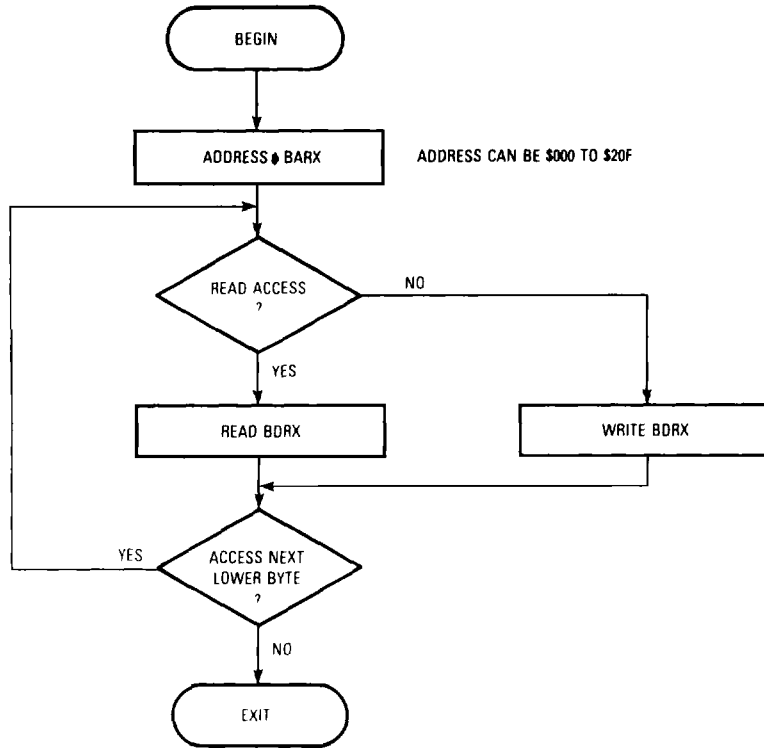 BEGIN
ADDRESS ♦ BARX
ADDRESS CAN BE $000 TO $20F
READ ACCESS
?
NO
YES
READ BDRX
WRITE BDRX
YES
ACCESS NEXT
LOWER BYTE
?
NO
EXIT